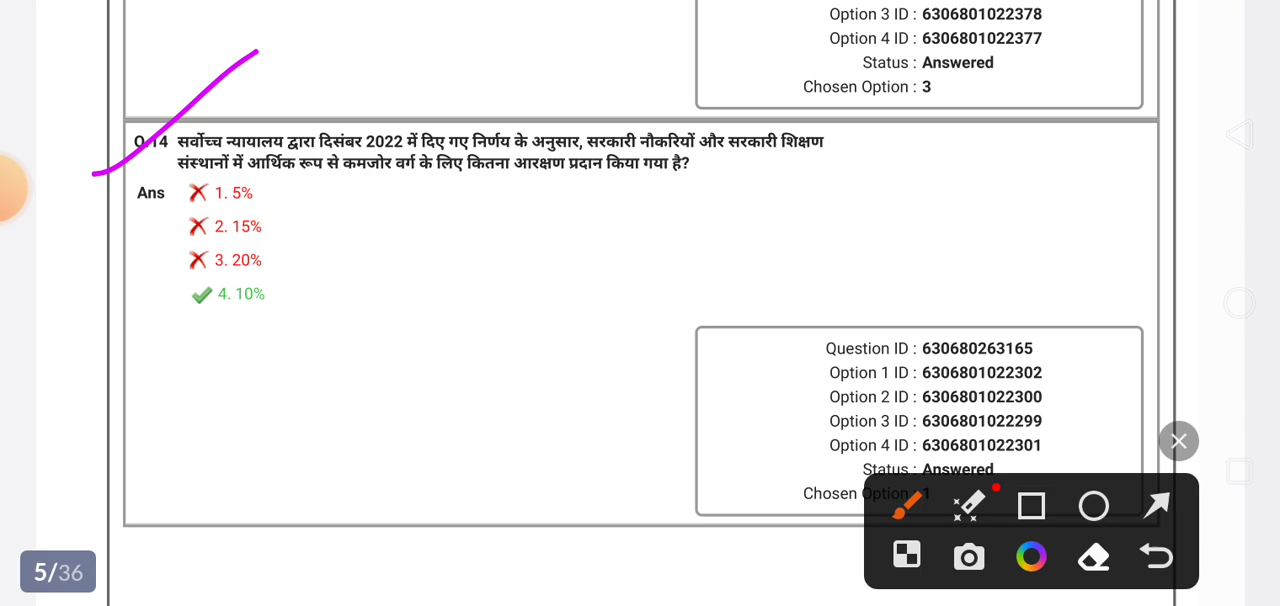 Option 3 ID : 6306801022378
Option 4 ID : 6306801022377
Status : Answered
Chosen Option : 3
Q.14 सर्वोच्च न्यायालय द्वारा दिसंबर 2022 में दिए गए निर्णय के अनुसार, सरकारी नौकरियों और सरकारी शिक्षण
संस्थानों में आर्थिक रूप से कमजोर वर्ग के लिए कितना आरक्षण प्रदान किया गया है?
Ans 1. 5%
2. 15%
3. 20%
4. 10%
Question ID : 630680263165
Option 1 ID : 6306801022302
Option 2 ID : 6306801022300
Option 3 ID : 6306801022299
Option 4 ID : 6306801022301
Status : Answered
Chosen Option : 1
5/36